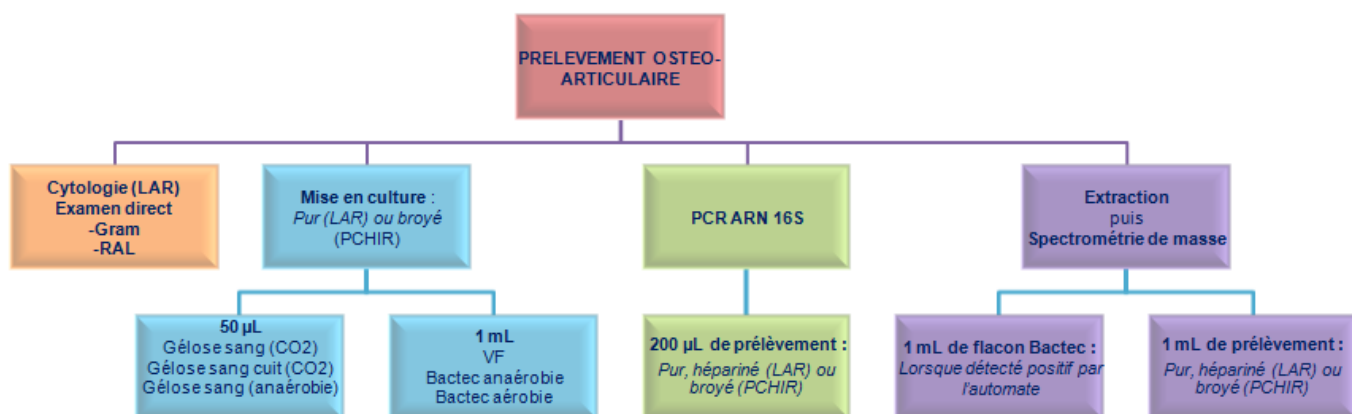 PRELEVEMENT OSTEO-
ARTICULAIRE
Cytologie (LAR)
Examen direct
-Gram
-RAL
Mise en culture :
Pur (LAR) ou broyé
(PCHIR)
PCR ARN 16S
Extraction
puis
Spectrométrie de masse
50 µL
Gélose sang (CO2)
Gélose sang cuit (CO2)
Gélose sang (anaérobie)
1 mL
VF
Bactec anaérobie
Bactec aérobie
200 µL de prélèvement :
Pur, hépariné (LAR) ou
broyé (PCHIR)
1 mL de flacon Bactec :
Lorsque détecté positif par
l'automate
1 mL de prélèvement :
Pur, hépariné (LAR) ou
broyé (PCHIR)